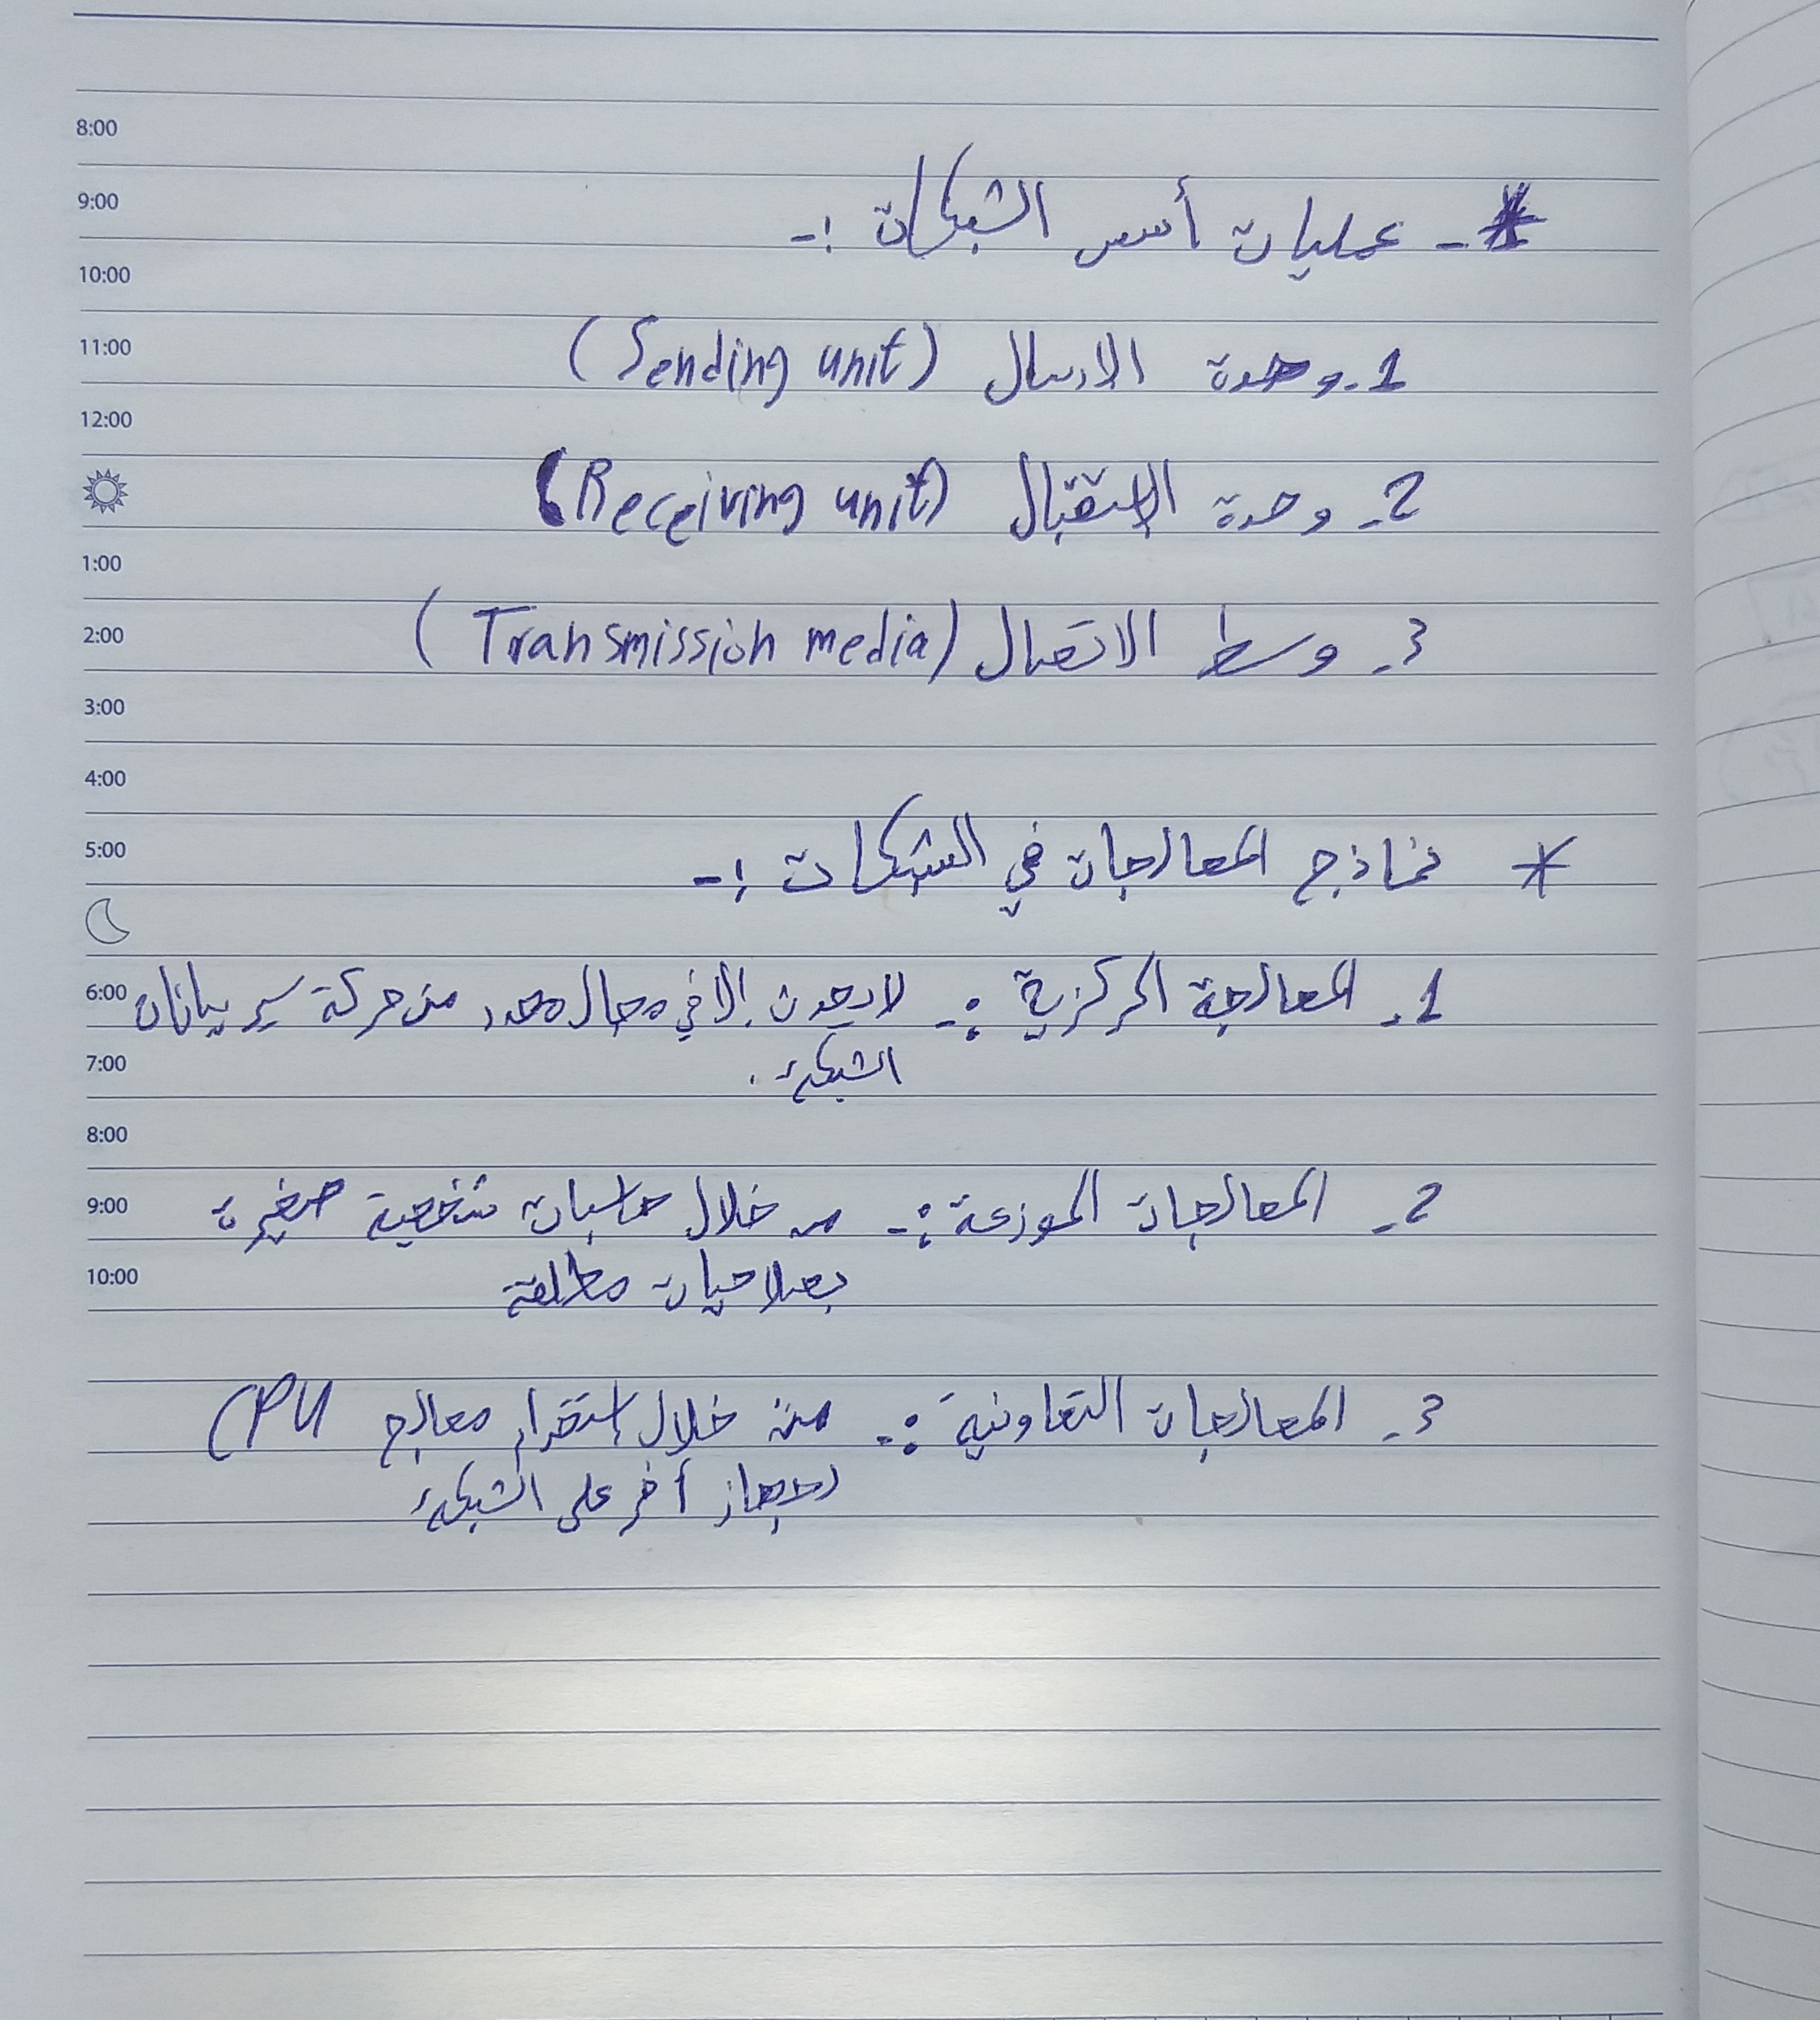 8:00
9:00
*- عمليات أسس الشبكات :-
10:00
11:00
1. وحدة الارسال (Sending unit)
12:00
2- وحدة الاستقبال (Receiving unit)
1:00
2:00
3- وسط الاتصال (Transmission media)
3:00
4:00
5:00
* نماذج المعالجات في الشبكات :-
6:00
1- المعالجة المركزية :- لا يحدث إلا في مجال محدد من حركة سير بيانات
7:00
الشبكة .
8:00
9:00
2- المعالجات الموزعة :- من خلال حاسبات شخصية صغيرة
10:00
بصلاحيات مطلقة
3- المعالجات التعاونية :- من خلال استخدام معالج CPU
لجهاز آخر على الشبكة